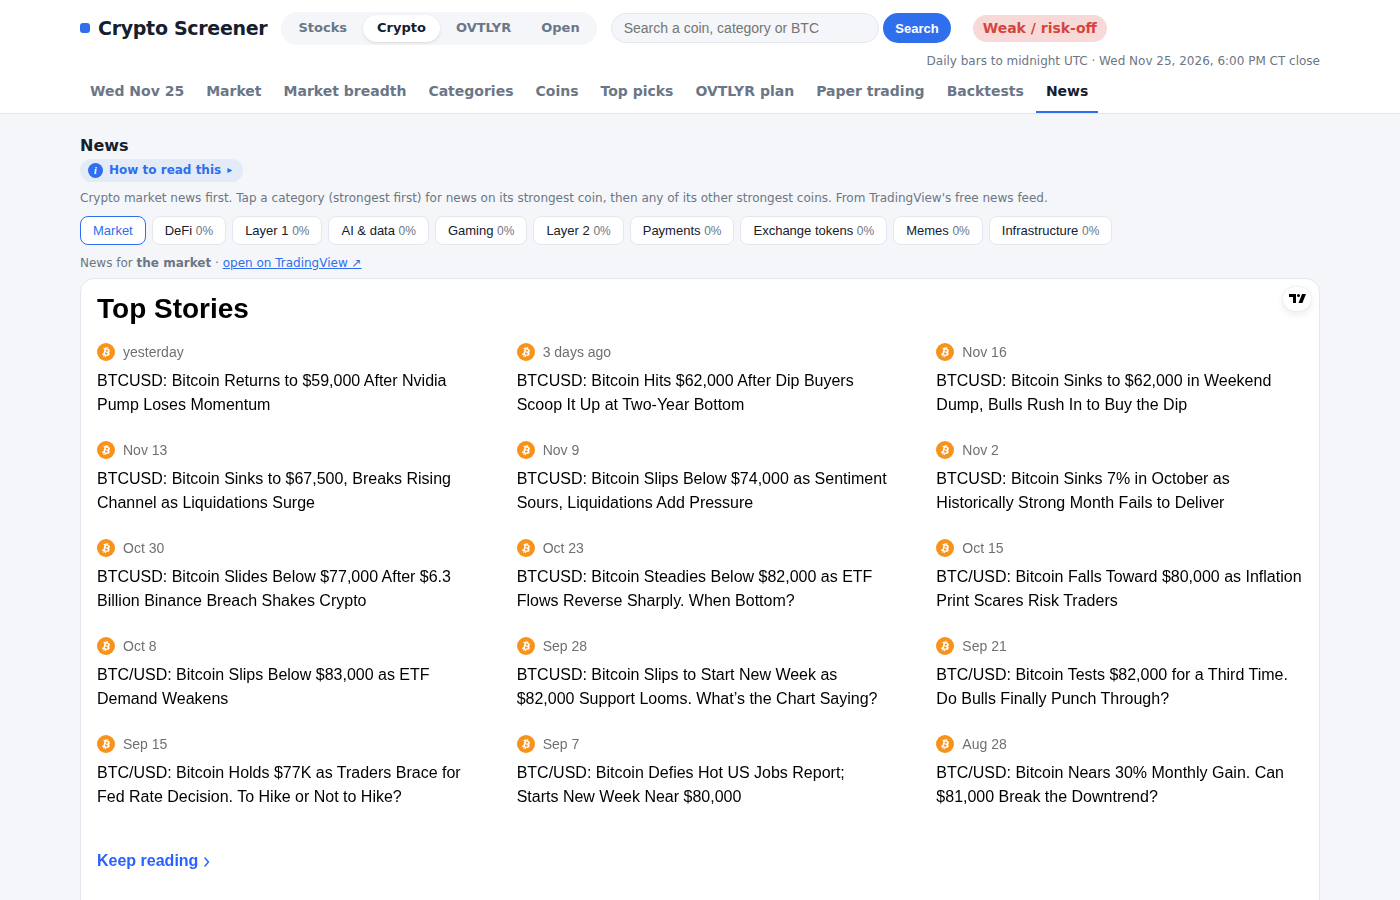 Crypto Screener
Stocks
Crypto
OVTLYR
Open
Search a coin, category or BTC
Search
Weak / risk-off
Daily bars to midnight UTC · Wed Nov 25, 2026, 6:00 PM CT close
Wed Nov 25
Market
Market breadth
Categories
Coins
Top picks
OVTLYR plan
Paper trading
Backtests
News
News
i How to read this ▸
Crypto market news first. Tap a category (strongest first) for news on its strongest coin, then any of its other strongest coins. From TradingView's free news feed.
Market
DeFi 0%
Layer 1 0%
AI & data 0%
Gaming 0%
Layer 2 0%
Payments 0%
Exchange tokens 0%
Memes 0%
Infrastructure 0%
News for the market · open on TradingView ↗
Top Stories
yesterday
BTCUSD: Bitcoin Returns to $59,000 After Nvidia
Pump Loses Momentum
3 days ago
BTCUSD: Bitcoin Hits $62,000 After Dip Buyers
Scoop It Up at Two-Year Bottom
Nov 16
BTCUSD: Bitcoin Sinks to $62,000 in Weekend
Dump, Bulls Rush In to Buy the Dip
Nov 13
BTCUSD: Bitcoin Sinks to $67,500, Breaks Rising
Channel as Liquidations Surge
Nov 9
BTCUSD: Bitcoin Slips Below $74,000 as Sentiment
Sours, Liquidations Add Pressure
Nov 2
BTCUSD: Bitcoin Sinks 7% in October as
Historically Strong Month Fails to Deliver
Oct 30
BTCUSD: Bitcoin Slides Below $77,000 After $6.3
Billion Binance Breach Shakes Crypto
Oct 23
BTCUSD: Bitcoin Steadies Below $82,000 as ETF
Flows Reverse Sharply. When Bottom?
Oct 15
BTC/USD: Bitcoin Falls Toward $80,000 as Inflation
Print Scares Risk Traders
Oct 8
BTC/USD: Bitcoin Slips Below $83,000 as ETF
Demand Weakens
Sep 28
BTCUSD: Bitcoin Slips to Start New Week as
$82,000 Support Looms. What’s the Chart Saying?
Sep 21
BTC/USD: Bitcoin Tests $82,000 for a Third Time.
Do Bulls Finally Punch Through?
Sep 15
BTC/USD: Bitcoin Holds $77K as Traders Brace for
Fed Rate Decision. To Hike or Not to Hike?
Sep 7
BTC/USD: Bitcoin Defies Hot US Jobs Report;
Starts New Week Near $80,000
Aug 28
BTC/USD: Bitcoin Nears 30% Monthly Gain. Can
$81,000 Break the Downtrend?
Keep reading ›